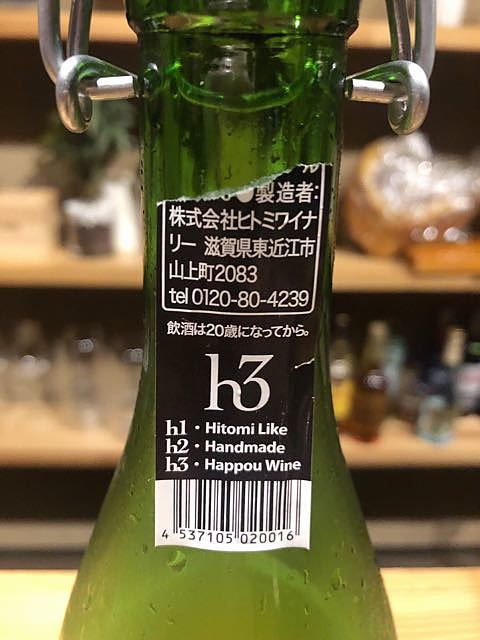 ●製造者:
株式会社ヒトミワイナ
リー 滋賀県東近江市
山上町2083
tel 0120-80-4239
飲酒は20歳になってから。
h3
h1・Hitomi Like
h2・Handmade
h3・Happou Wine
4 537105 020016